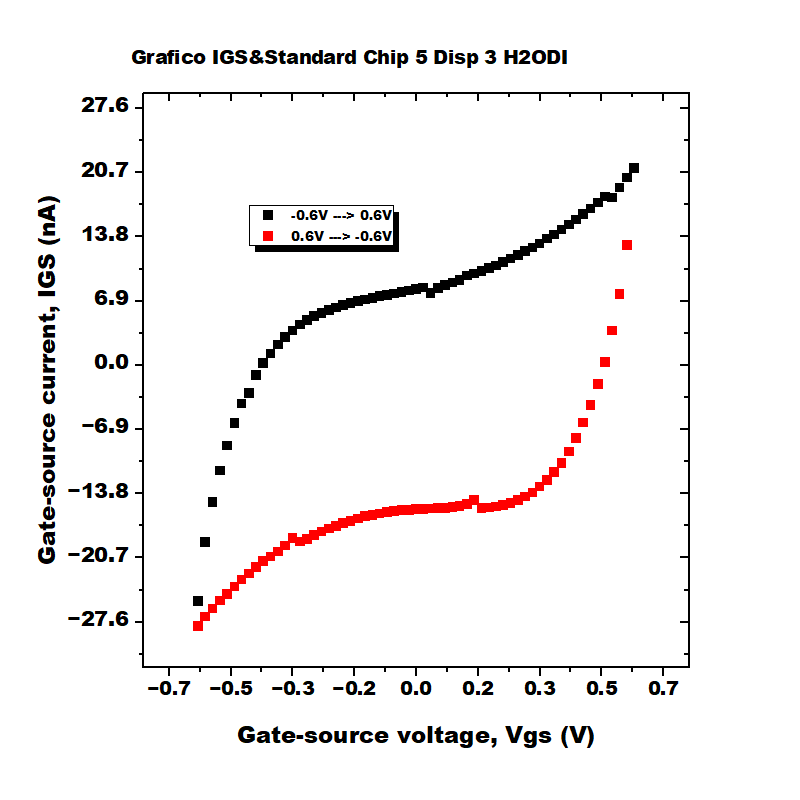 Grafico IGS&Standard Chip 5 Disp 3 H2ODI
27.6
20.7
13.8
6.9
0.0
−6.9
−13.8
−20.7
−27.6
Gate-source current, IGS (nA)
-0.6V ---> 0.6V
0.6V ---> -0.6V
−0.7 −0.5 −0.3 −0.2 0.0 0.2 0.3 0.5 0.7
Gate-source voltage, Vgs (V)